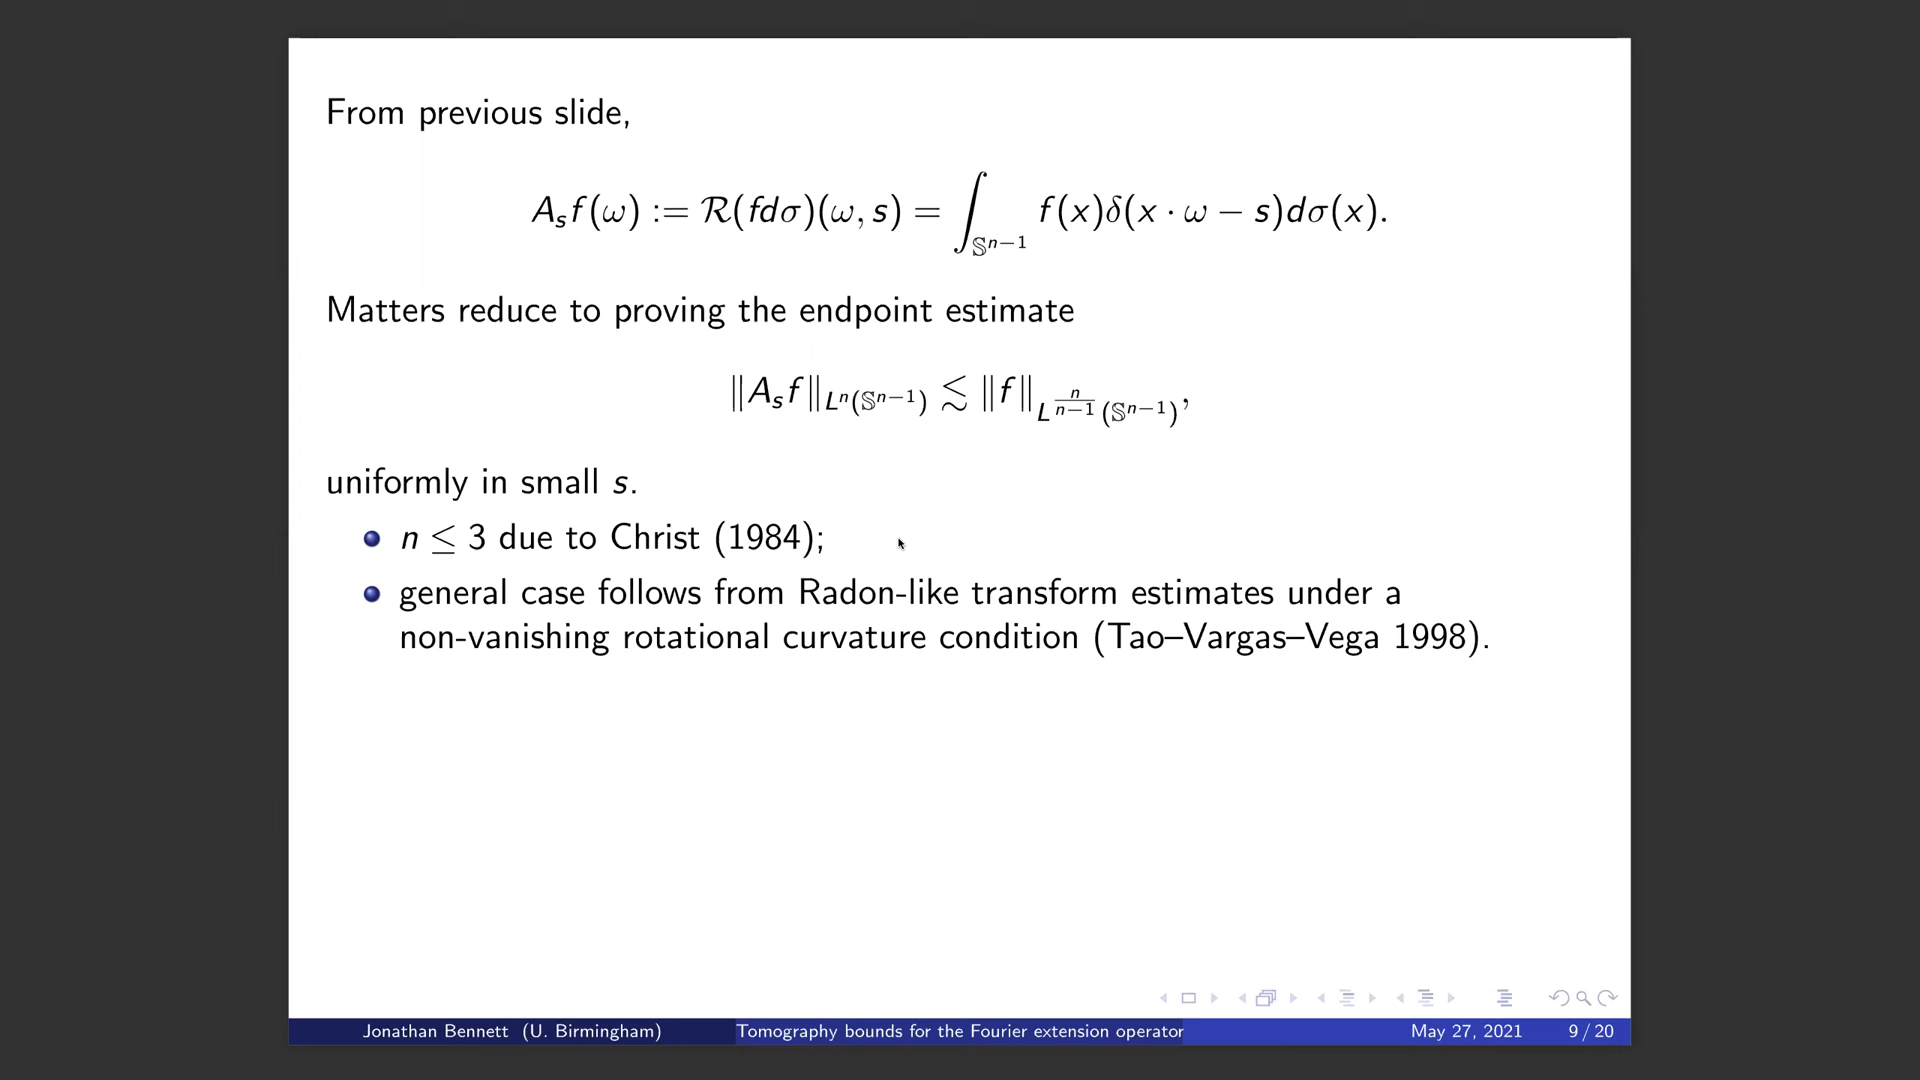 From previous slide,
A_s f(ω) := ℛ(fdσ)(ω, s) = ∫_{𝕊^{n−1}} f(x)δ(x · ω − s)dσ(x).
Matters reduce to proving the endpoint estimate
‖A_s f‖_{L^n(𝕊^{n−1})} ≲ ‖f‖_{L^{n/(n−1)}(𝕊^{n−1})},
uniformly in small s.
n ≤ 3 due to Christ (1984);
general case follows from Radon-like transform estimates under a
non-vanishing rotational curvature condition (Tao–Vargas–Vega 1998).
Jonathan Bennett (U. Birmingham) Tomography bounds for the Fourier extension operator May 27, 2021 9 / 20